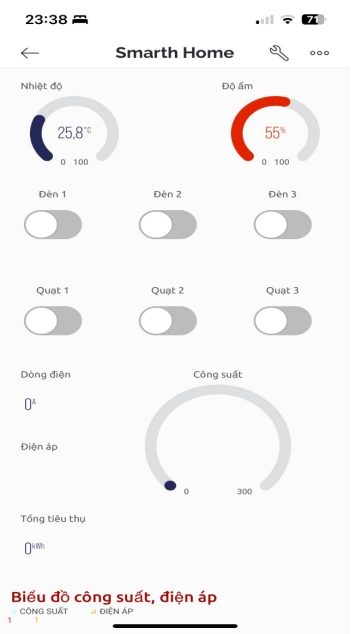 23:38 71
Smarth Home
Nhiệt độ Độ ẩm
25,8°C 55%
0 100 0 100
Đèn 1 Đèn 2 Đèn 3
Quạt 1 Quạt 2 Quạt 3
Dòng điện Công suất
0A
Điện áp
0 300
Tổng tiêu thụ
0kWh
Biểu đồ công suất, điện áp
CÔNG SUẤT ĐIỆN ÁP
1 1